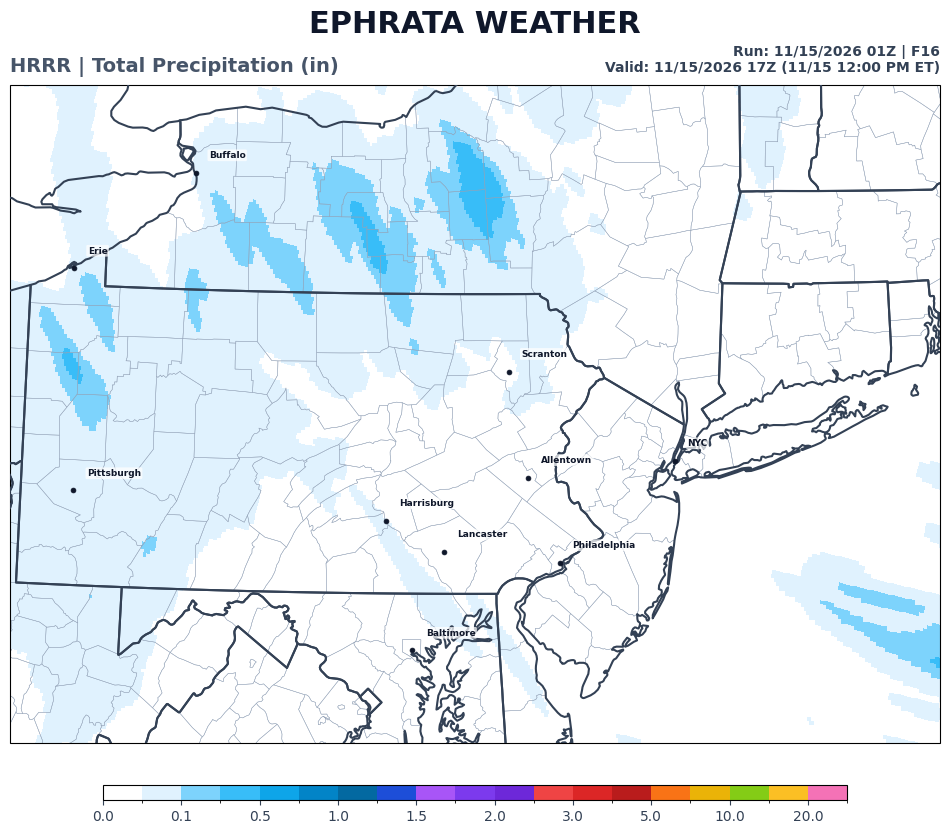 EPHRATA WEATHER
HRRR | Total Precipitation (in)
Run: 11/15/2026 01Z | F16
Valid: 11/15/2026 17Z (11/15 12:00 PM ET)
Buffalo
Erie
Scranton
NYC
Allentown
Pittsburgh
Harrisburg
Lancaster
Philadelphia
Baltimore
0.0 0.1 0.5 1.0 1.5 2.0 3.0 5.0 10.0 20.0